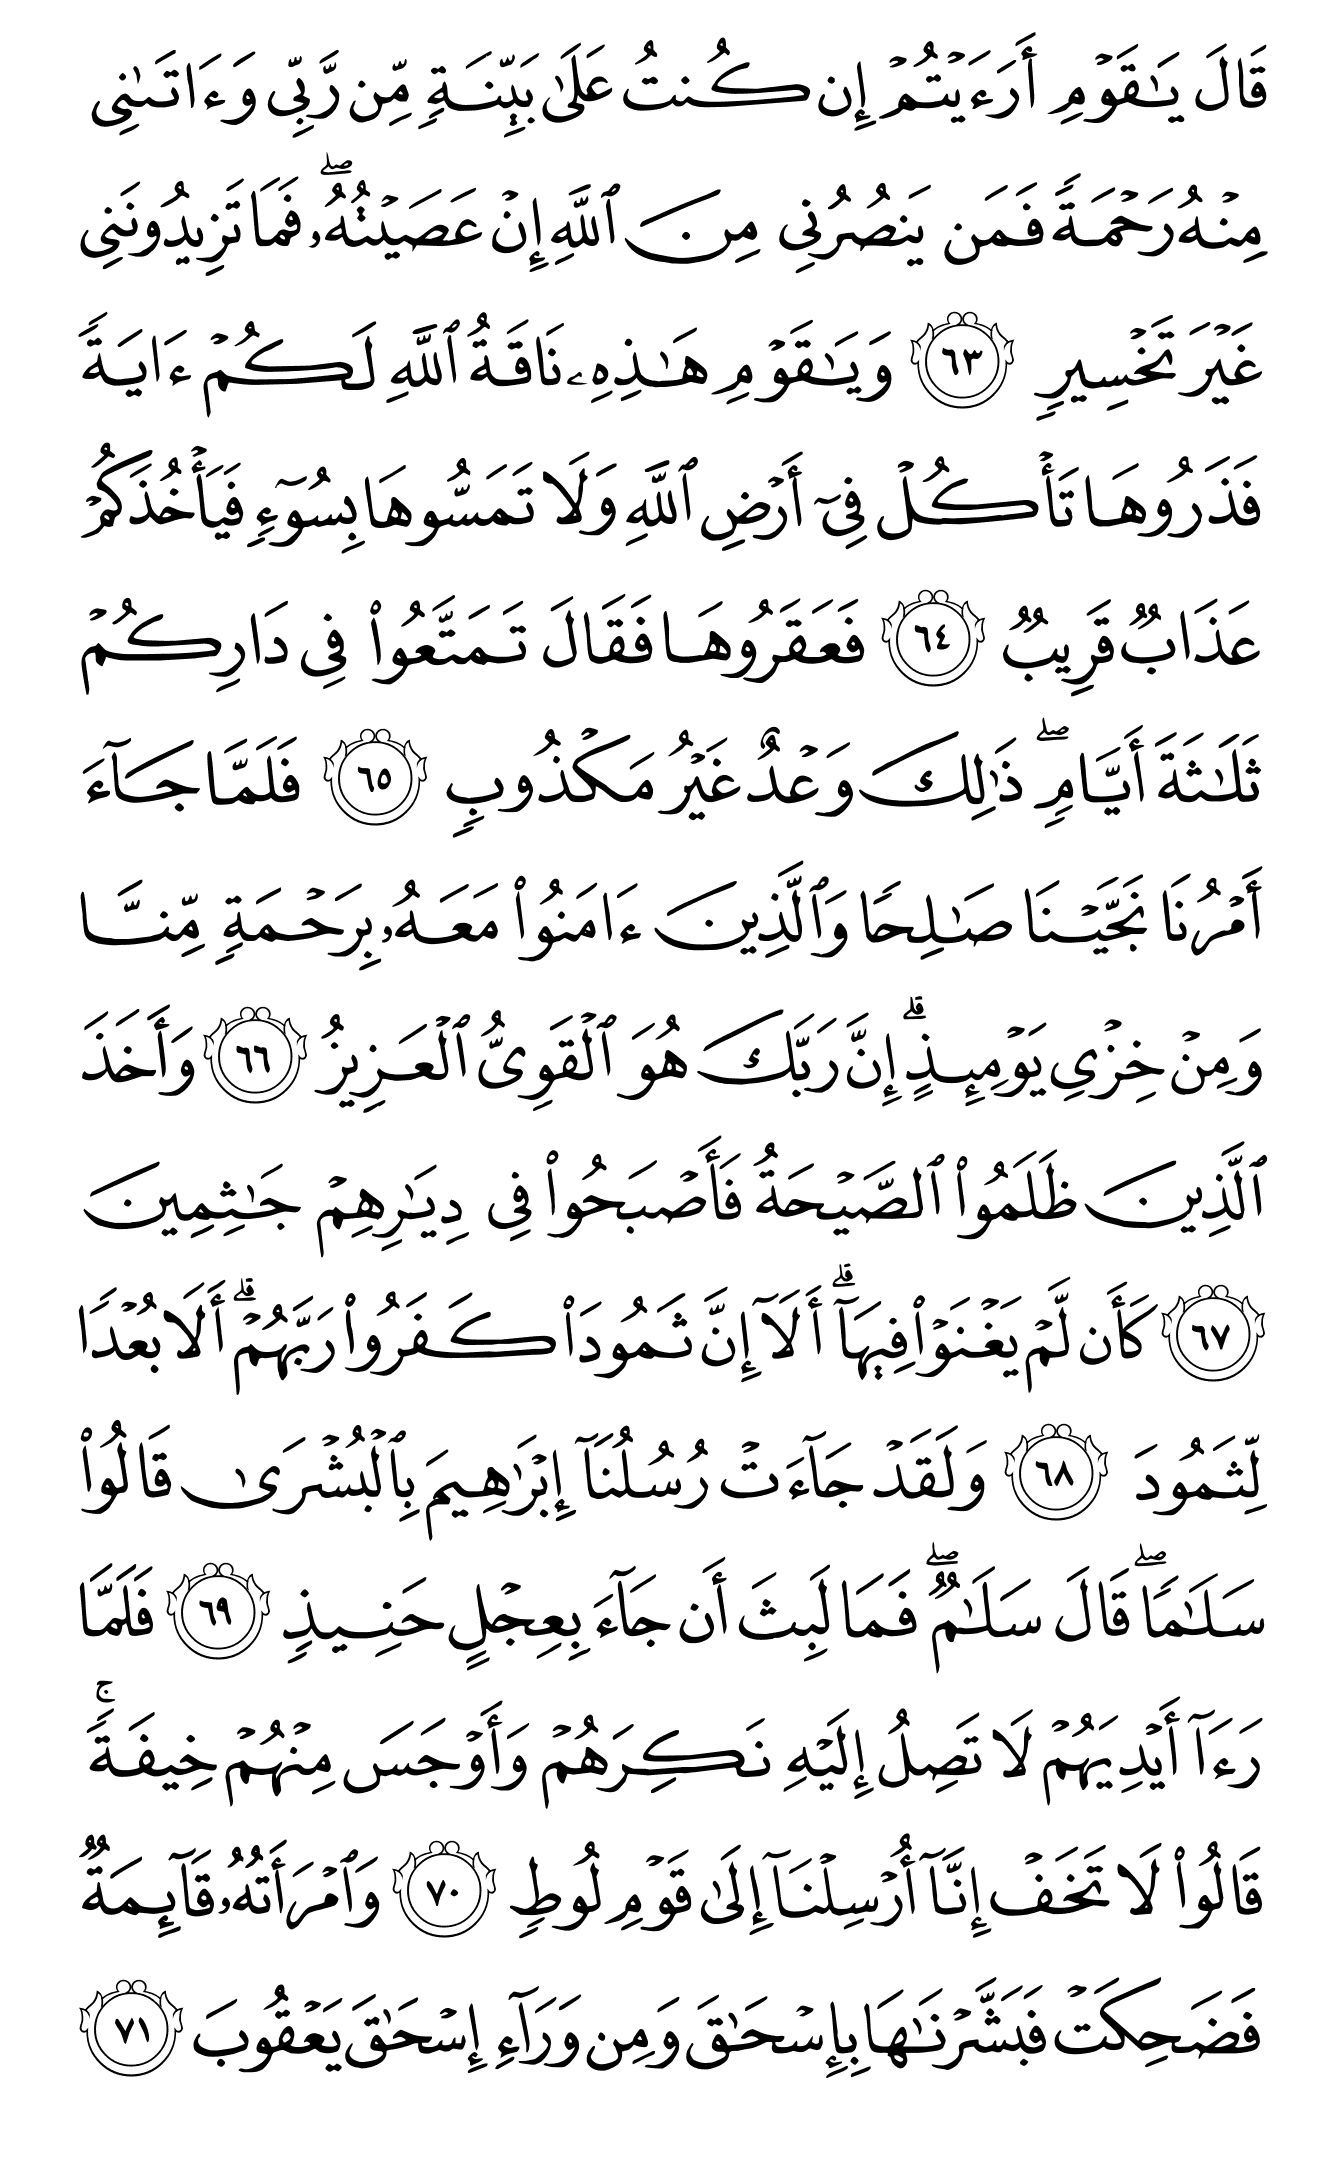 قَالَ يَـٰقَوۡمِ أَرَءَيۡتُمۡ إِن كُنتُ عَلَىٰ بَيِّنَةٖ مِّن رَّبِّي وَءَاتَىٰنِي
مِنۡهُ رَحۡمَةٗ فَمَن يَنصُرُنِي مِنَ ٱللَّهِ إِنۡ عَصَيۡتُهُۥۖ فَمَا تَزِيدُونَنِي
غَيۡرَ تَخۡسِيرٖ ٦٣ وَيَـٰقَوۡمِ هَـٰذِهِۦ نَاقَةُ ٱللَّهِ لَكُمۡ ءَايَةٗ
فَذَرُوهَا تَأۡكُلۡ فِيٓ أَرۡضِ ٱللَّهِ وَلَا تَمَسُّوهَا بِسُوٓءٖ فَيَأۡخُذَكُمۡ
عَذَابٞ قَرِيبٞ ٦٤ فَعَقَرُوهَا فَقَالَ تَمَتَّعُواْ فِي دَارِكُمۡ
ثَلَـٰثَةَ أَيَّامٖۖ ذَٰلِكَ وَعۡدٌ غَيۡرُ مَكۡذُوبٖ ٦٥ فَلَمَّا جَآءَ
أَمۡرُنَا نَجَّيۡنَا صَـٰلِحٗا وَٱلَّذِينَ ءَامَنُواْ مَعَهُۥ بِرَحۡمَةٖ مِّنَّا
وَمِنۡ خِزۡيِ يَوۡمِئِذٍۚ إِنَّ رَبَّكَ هُوَ ٱلۡقَوِيُّ ٱلۡعَزِيزُ ٦٦ وَأَخَذَ
ٱلَّذِينَ ظَلَمُواْ ٱلصَّيۡحَةُ فَأَصۡبَحُواْ فِي دِيَـٰرِهِمۡ جَـٰثِمِينَ
٦٧ كَأَن لَّمۡ يَغۡنَوۡاْ فِيهَآۗ أَلَآ إِنَّ ثَمُودَاْ كَفَرُواْ رَبَّهُمۡۗ أَلَا بُعۡدٗا
لِّثَمُودَ ٦٨ وَلَقَدۡ جَآءَتۡ رُسُلُنَآ إِبۡرَٰهِيمَ بِٱلۡبُشۡرَىٰ قَالُواْ
سَلَـٰمٗاۖ قَالَ سَلَـٰمٞۖ فَمَا لَبِثَ أَن جَآءَ بِعِجۡلٍ حَنِيذٖ ٦٩ فَلَمَّا
رَءَآ أَيۡدِيَهُمۡ لَا تَصِلُ إِلَيۡهِ نَكِرَهُمۡ وَأَوۡجَسَ مِنۡهُمۡ خِيفَةٗۚ
قَالُواْ لَا تَخَفۡ إِنَّآ أُرۡسِلۡنَآ إِلَىٰ قَوۡمِ لُوطٖ ٧٠ وَٱمۡرَأَتُهُۥ قَآئِمَةٞ
فَضَحِكَتۡ فَبَشَّرۡنَـٰهَا بِإِسۡحَـٰقَ وَمِن وَرَآءِ إِسۡحَـٰقَ يَعۡقُوبَ ٧١